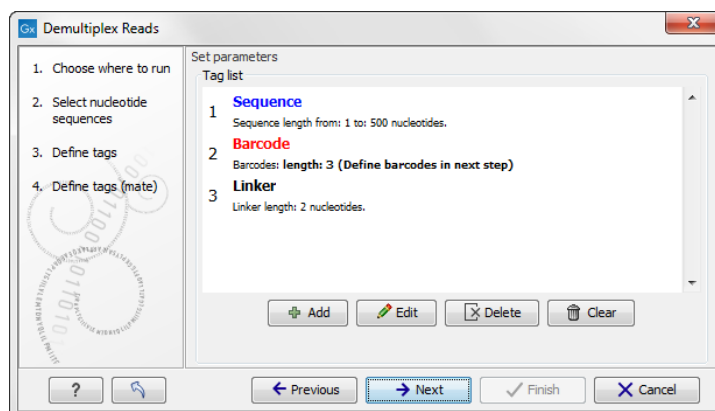 Gx Demultiplex Reads
X
1. Choose where to run
2. Select nucleotide
sequences
3. Define tags
4. Define tags (mate)
Set parameters
Tag list
1 Sequence
Sequence length from: 1 to: 500 nucleotides.
2 Barcode
Barcodes: length: 3 (Define barcodes in next step)
3 Linker
Linker length: 2 nucleotides.
Add Edit Delete Clear
? Previous Next Finish Cancel